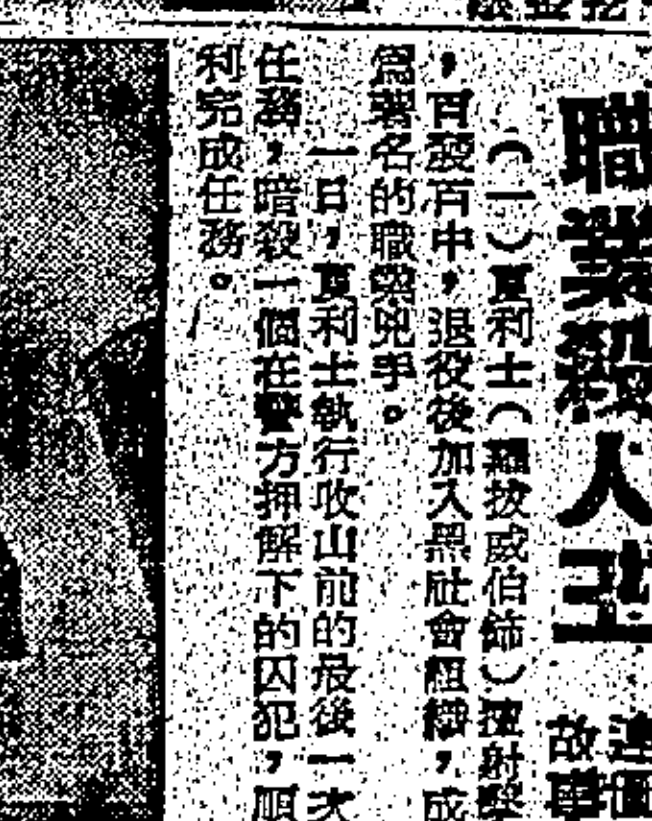 職業殺人王
連
故事
（一）夏利士（羅拔威伯飾）擅射擊
，百發百中，退役後加入黑社會組織，成
爲著名的職業兇手。
一日，夏利士執行收山前的最後一次
任務，暗殺一個在警方押解下的囚犯，順
利完成任務。